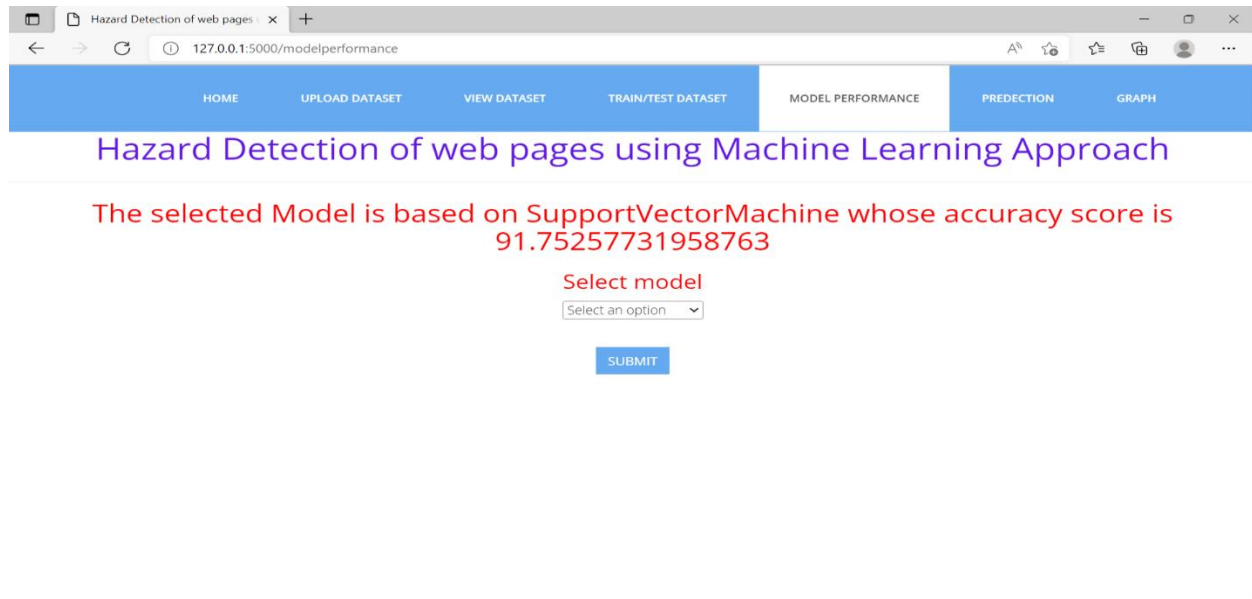 Hazard Detection of web pages
127.0.0.1:5000/modelperformance
HOME UPLOAD DATASET VIEW DATASET TRAIN/TEST DATASET MODEL PERFORMANCE PREDECTION GRAPH
Hazard Detection of web pages using Machine Learning Approach
The selected Model is based on SupportVectorMachine whose accuracy score is
91.75257731958763
Select model
Select an option
SUBMIT